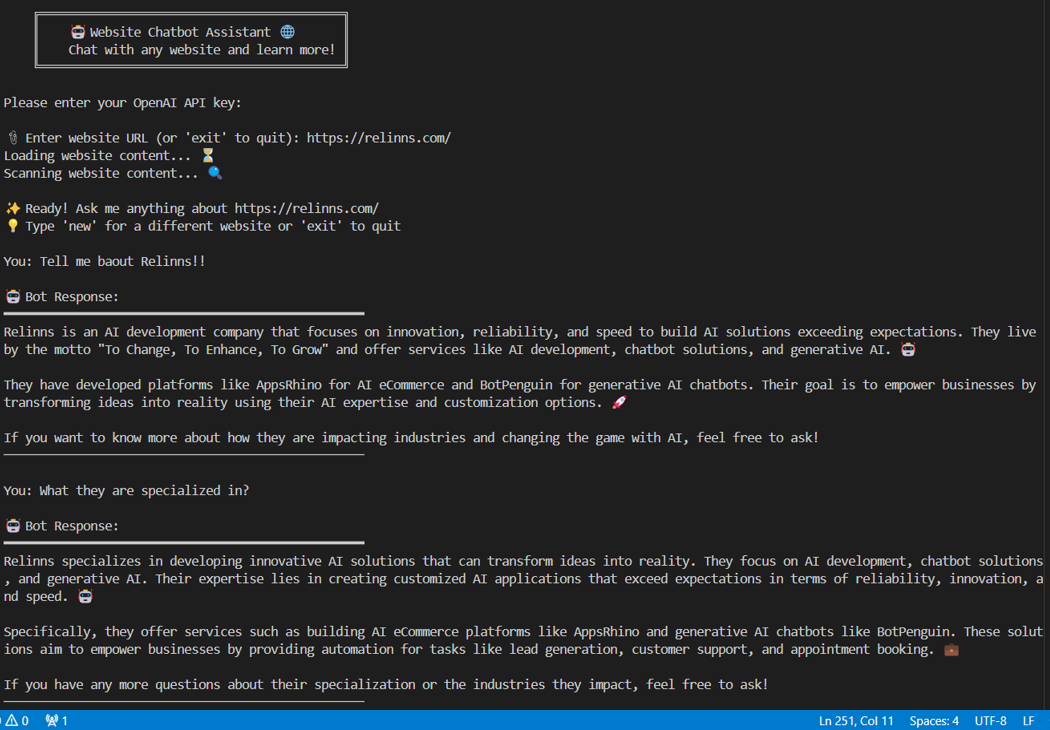 🤖 Website Chatbot Assistant 🌐
Chat with any website and learn more!
Please enter your OpenAI API key:
📎 Enter website URL (or 'exit' to quit): https://relinns.com/
Loading website content... ⏳
Scanning website content... 🔍
✨ Ready! Ask me anything about https://relinns.com/
💡 Type 'new' for a different website or 'exit' to quit
You: Tell me baout Relinns!!
🤖 Bot Response:
Relinns is an AI development company that focuses on innovation, reliability, and speed to build AI solutions exceeding expectations. They live
by the motto "To Change, To Enhance, To Grow" and offer services like AI development, chatbot solutions, and generative AI. 🤖
They have developed platforms like AppsRhino for AI eCommerce and BotPenguin for generative AI chatbots. Their goal is to empower businesses by
transforming ideas into reality using their AI expertise and customization options. 🚀
If you want to know more about how they are impacting industries and changing the game with AI, feel free to ask!
You: What they are specialized in?
🤖 Bot Response:
Relinns specializes in developing innovative AI solutions that can transform ideas into reality. They focus on AI development, chatbot solutions
, and generative AI. Their expertise lies in creating customized AI applications that exceed expectations in terms of reliability, innovation, a
nd speed. 🤖
Specifically, they offer services such as building AI eCommerce platforms like AppsRhino and generative AI chatbots like BotPenguin. These solut
ions aim to empower businesses by providing automation for tasks like lead generation, customer support, and appointment booking. 💼
If you have any more questions about their specialization or the industries they impact, feel free to ask!
0 1 Ln 251, Col 11 Spaces: 4 UTF-8 LF